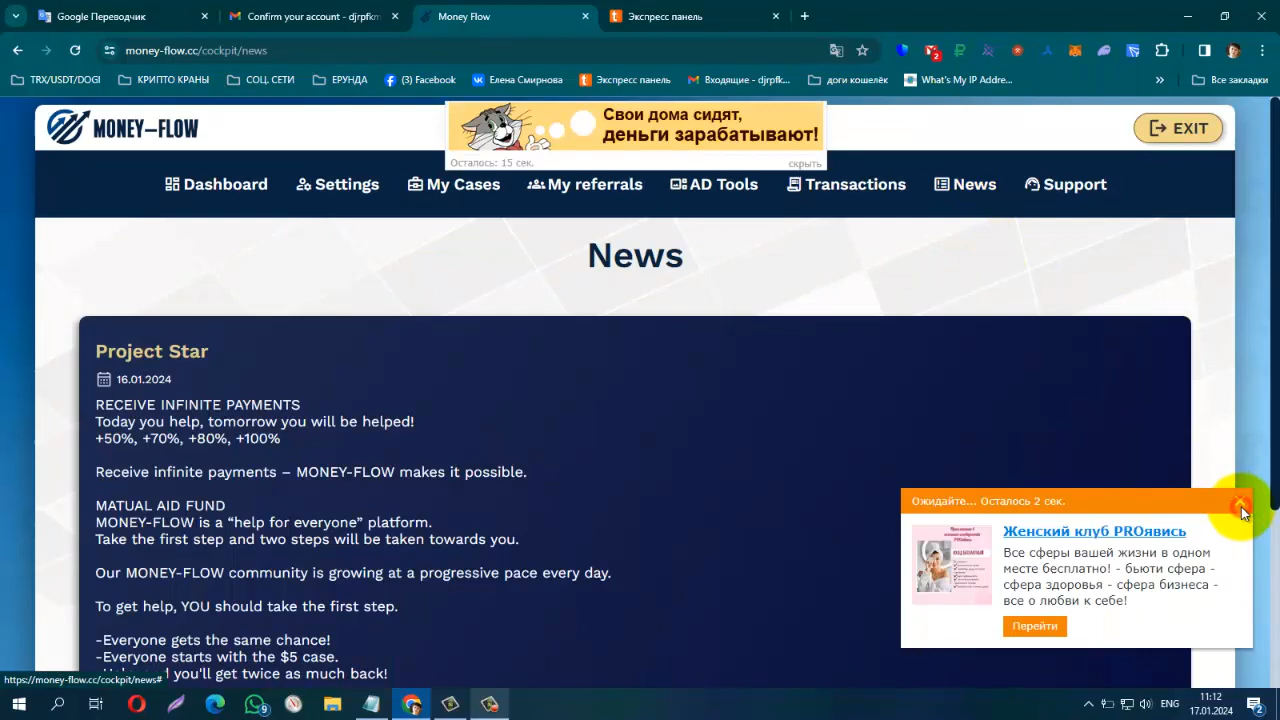 Google Переводчик
Confirm your account - djrpfkm
Money Flow
Экспресс панель
money-flow.cc/cockpit/news
2
TRX/USDT/DOGI
КРИПТО КРАНЫ
СОЦ. СЕТИ
ЕРУНДА
(3) Facebook
Елена Смирнова
Экспресс панель
Входящие - djrpfk...
доги кошелёк
What's My IP Addre...
»
Все закладки
MONEY-FLOW
Свои дома сидят,
деньги зарабатывают!
Осталось: 15 сек.
скрыть
EXIT
Dashboard
Settings
My Cases
My referrals
AD Tools
Transactions
News
Support
News
Project Star
16.01.2024
RECEIVE INFINITE PAYMENTS
Today you help, tomorrow you will be helped!
+50%, +70%, +80%, +100%
Receive infinite payments – MONEY-FLOW makes it possible.
MATUAL AID FUND
MONEY-FLOW is a “help for everyone” platform.
Take the first step and two steps will be taken towards you.
Our MONEY-FLOW community is growing at a progressive pace every day.
To get help, YOU should take the first step.
-Everyone gets the same chance!
-Everyone starts with the $5 case.
you'll get twice as much back!
Ожидайте... Осталось 2 сек.
Женский клуб PROявись
Все сферы вашей жизни в одном
месте бесплатно! - бьюти сфера -
сфера здоровья - сфера бизнеса -
все о любви к себе!
Перейти
https://money-flow.cc/cockpit/news#
9
ENG
11:12
17.01.2024
2